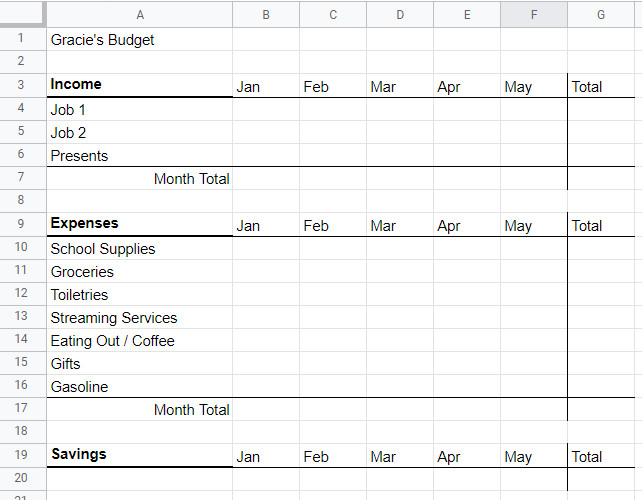 A B C D E F G
1 Gracie's Budget
2
3 Income Jan Feb Mar Apr May Total
4 Job 1
5 Job 2
6 Presents
7 Month Total
8
9 Expenses Jan Feb Mar Apr May Total
10 School Supplies
11 Groceries
12 Toiletries
13 Streaming Services
14 Eating Out / Coffee
15 Gifts
16 Gasoline
17 Month Total
18
19 Savings Jan Feb Mar Apr May Total
20